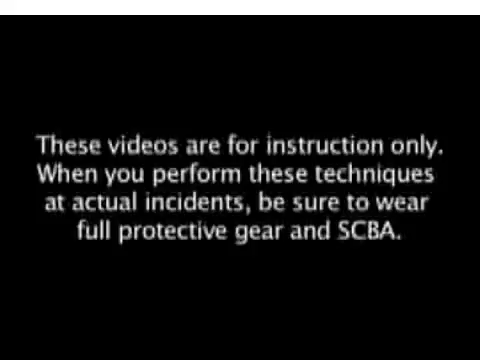 These videos are for instruction only.
When you perform these techniques
at actual incidents, be sure to wear
full protective gear and SCBA.